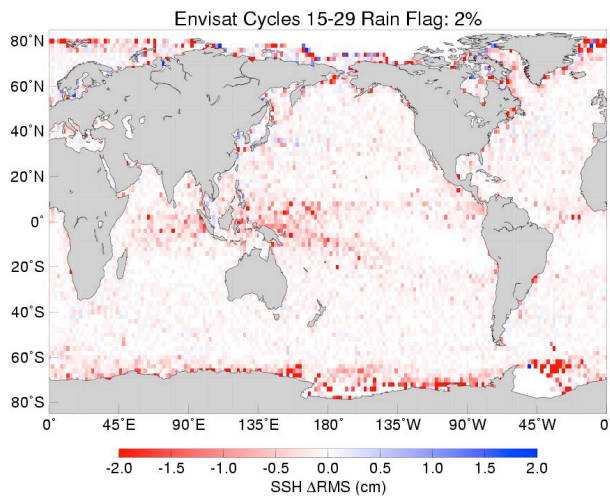 Envisat Cycles 15-29 Rain Flag: 2%
80˚N
60˚N
40˚N
20˚N
0˚
20˚S
40˚S
60˚S
80˚S
0˚ 45˚E 90˚E 135˚E 180˚ 135˚W 90˚W 45˚W 0˚
-2.0 -1.5 -1.0 -0.5 0.0 0.5 1.0 1.5 2.0
SSH ΔRMS (cm)